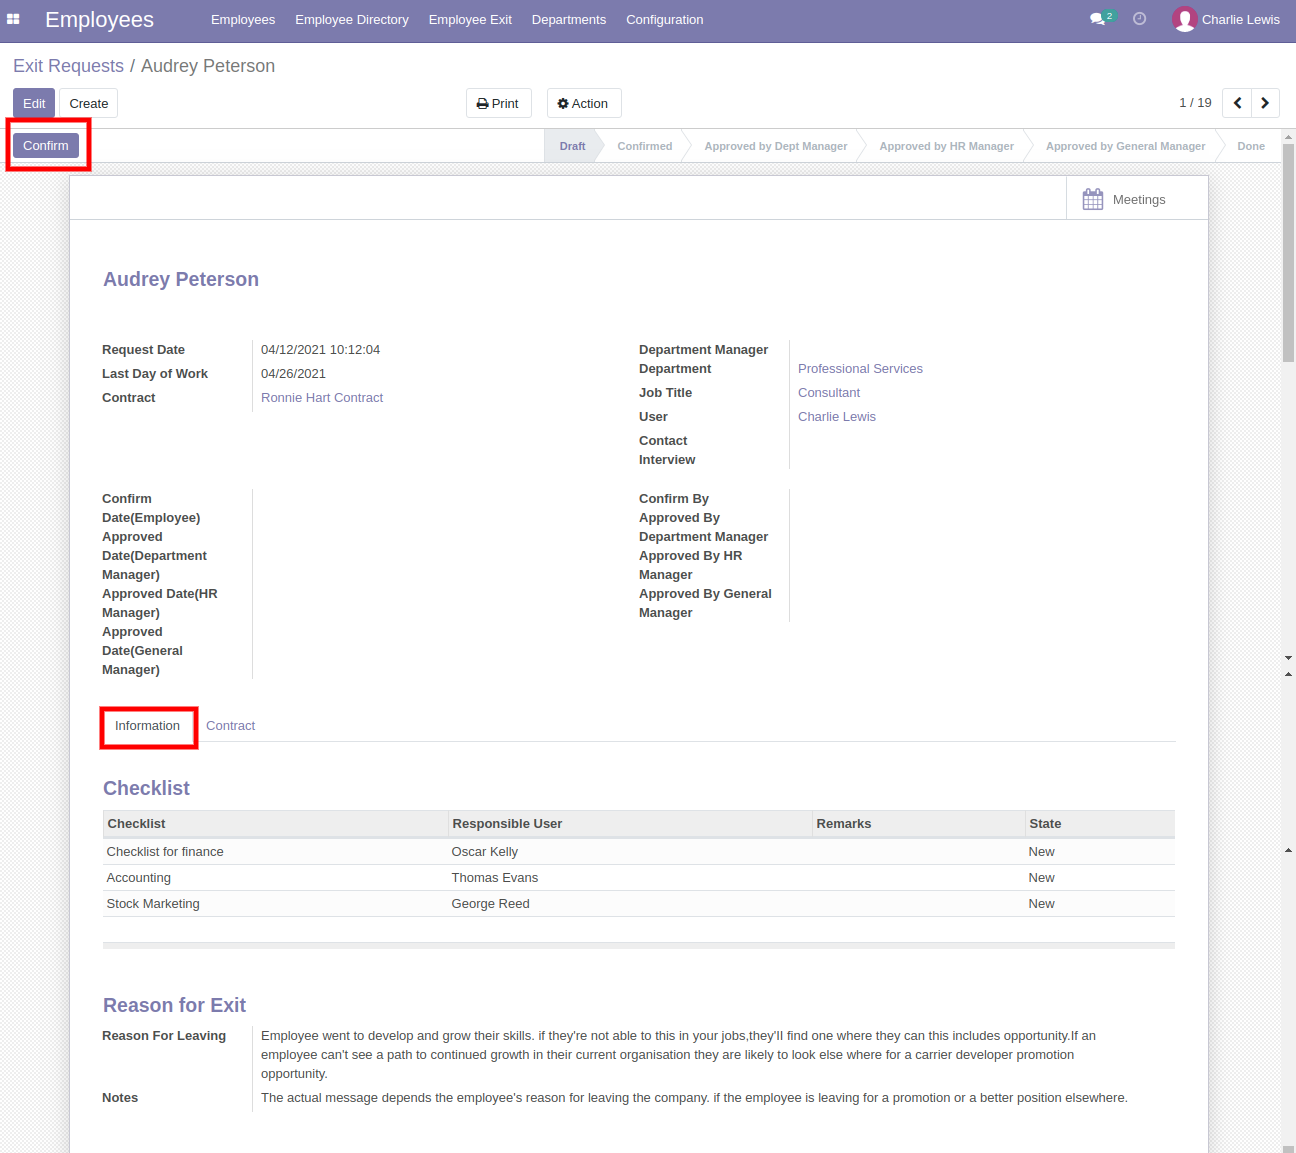 Employees Employees Employee Directory Employee Exit Departments Configuration 2 Charlie Lewis
Exit Requests / Audrey Peterson
Edit Create Print Action 1 / 19
Confirm Draft Confirmed Approved by Dept Manager Approved by HR Manager Approved by General Manager Done
Meetings
Audrey Peterson
Request Date 04/12/2021 10:12:04
Last Day of Work 04/26/2021
Contract Ronnie Hart Contract
Department Manager
Department Professional Services
Job Title Consultant
User Charlie Lewis
Contact
Interview
Confirm
Date(Employee)
Approved
Date(Department
Manager)
Approved Date(HR
Manager)
Approved
Date(General
Manager)
Confirm By
Approved By
Department Manager
Approved By HR
Manager
Approved By General
Manager
Information Contract
Checklist
Checklist Responsible User Remarks State
Checklist for finance Oscar Kelly New
Accounting Thomas Evans New
Stock Marketing George Reed New
Reason for Exit
Reason For Leaving Employee went to develop and grow their skills. if they're not able to this in your jobs,they'II find one where they can this includes opportunity.If an
employee can't see a path to continued growth in their current organisation they are likely to look else where for a carrier developer promotion
opportunity.
Notes The actual message depends the employee's reason for leaving the company. if the employee is leaving for a promotion or a better position elsewhere.